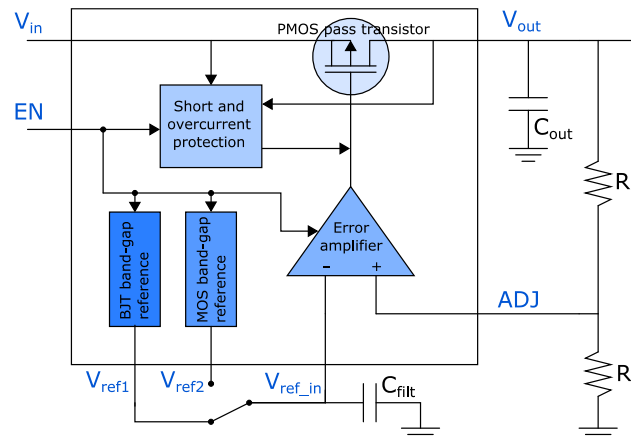 PMOS pass transistor
V_in
V_out
Short and
overcurrent
protection
EN
C_out
R
BJT band-gap
reference
MOS band-gap
reference
Error
amplifier
−
+
ADJ
V_ref1
V_ref2
V_ref_in
C_filt
R